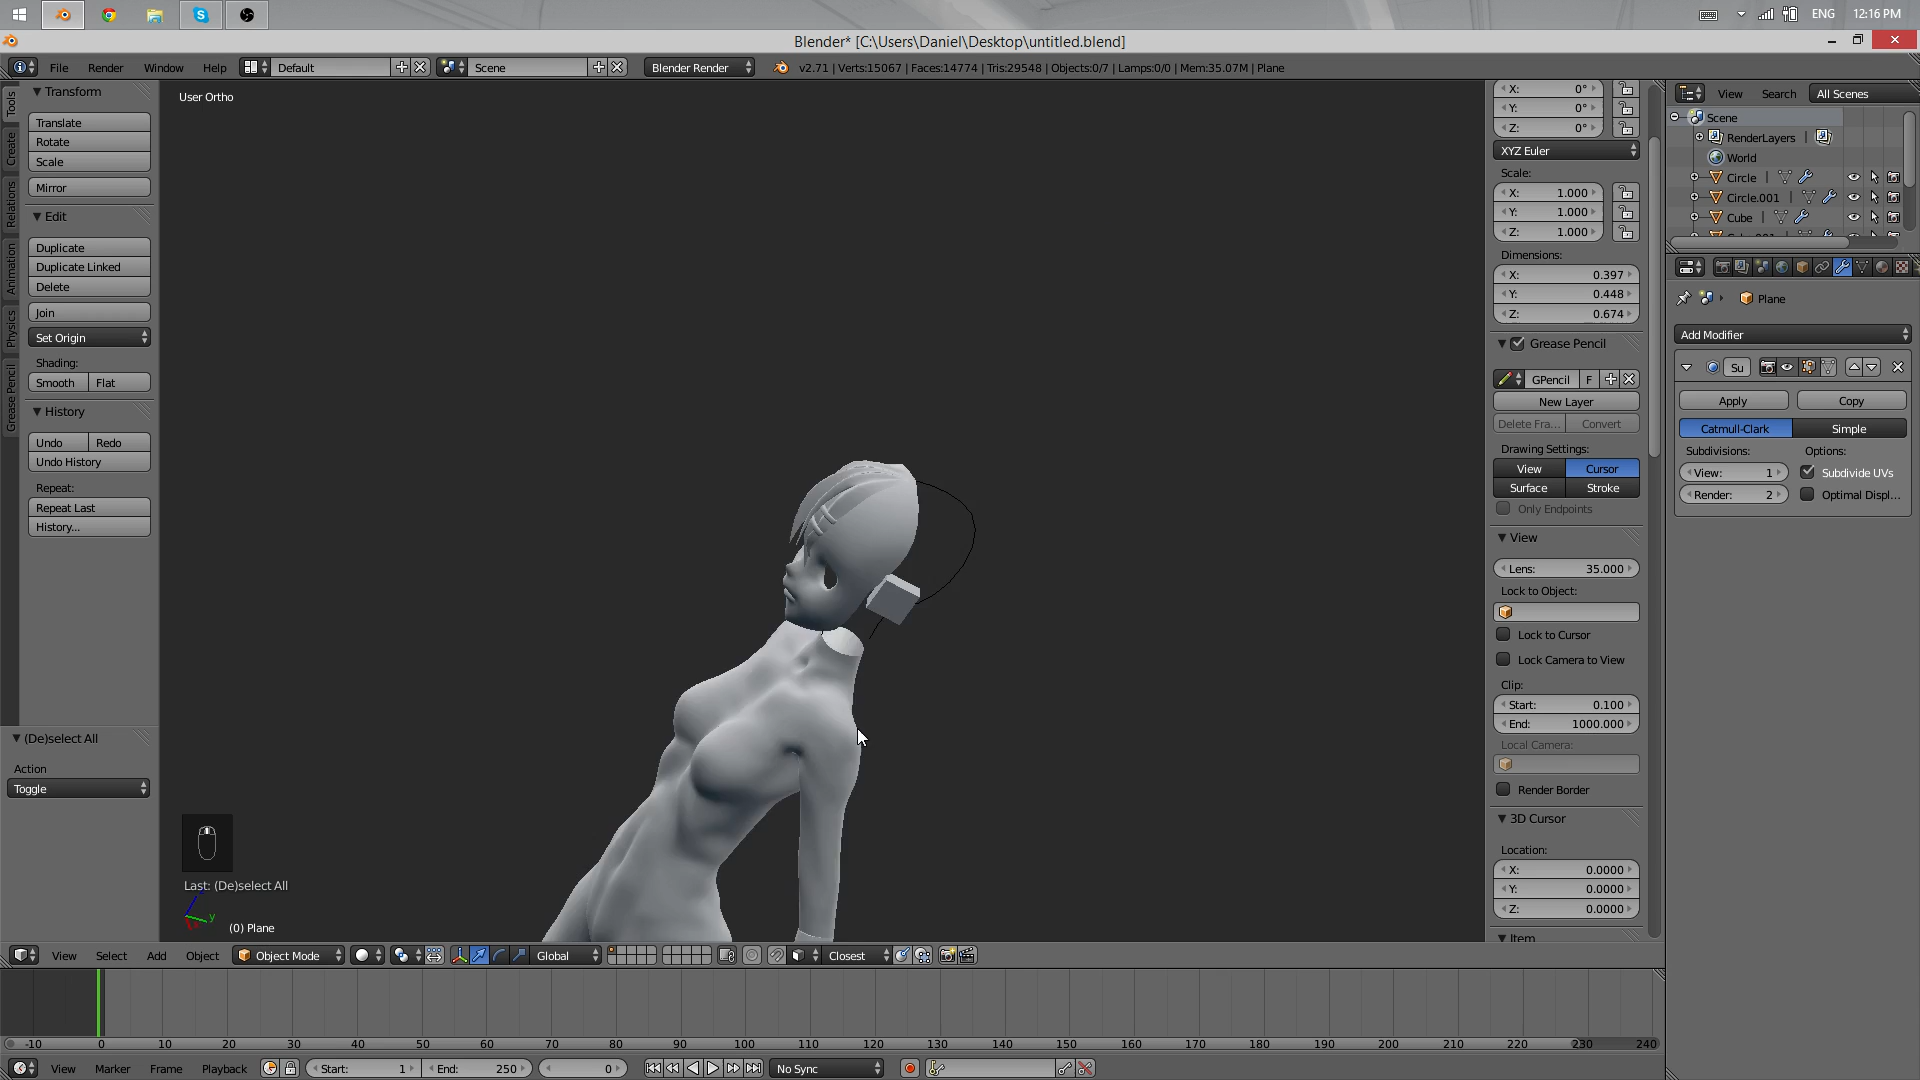 ENG 12:16 PM
Blender* [C:\Users\Daniel\Desktop\untitled.blend]
File Render Window Help Default Scene Blender Render v2.71 | Verts:15067 | Faces:14774 | Tris:29548 | Objects:0/7 | Lamps:0/0 | Mem:35.07M | Plane
Tools
Create
Relations
Animation
Physics
Grease Pencil
Transform
Translate
Rotate
Scale
Mirror
Edit
Duplicate
Duplicate Linked
Delete
Join
Set Origin
Shading:
Smooth Flat
History
Undo Redo
Undo History
Repeat:
Repeat Last
History...
(De)select All
Action
Toggle
User Ortho
Last: (De)select All
y
(0) Plane
X: 0°
Y: 0°
Z: 0°
XYZ Euler
Scale:
X: 1.000
Y: 1.000
Z: 1.000
Dimensions:
X: 0.397
Y: 0.448
Z: 0.674
Grease Pencil
GPencil F
New Layer
Delete Fra... Convert
Drawing Settings:
View Cursor
Surface Stroke
Only Endpoints
View
Lens: 35.000
Lock to Object:
Lock to Cursor
Lock Camera to View
Clip:
Start: 0.100
End: 1000.000
Local Camera:
Render Border
3D Cursor
Location:
X: 0.0000
Y: 0.0000
Z: 0.0000
Item
View Search All Scenes
Scene
RenderLayers
World
Circle
Circle.001
Cube
Plane
Add Modifier
Su
Apply Copy
Catmull-Clark Simple
Subdivisions: Options:
View: 1 Subdivide UVs
Render: 2 Optimal Displ...
View Select Add Object Object Mode Global Closest
-10 0 10 20 30 40 50 60 70 80 90 100 110 120 130 140 150 160 170 180 190 200 210 220 230 240
View Marker Frame Playback Start: 1 End: 250 0 No Sync